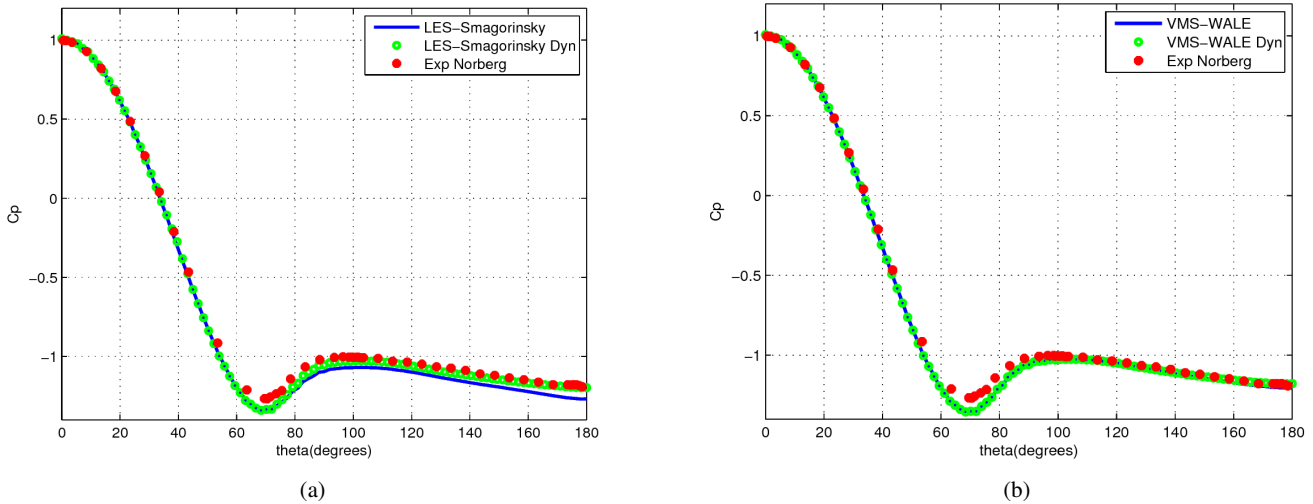 LES−Smagorinsky
LES−Smagorinsky Dyn
Exp Norberg
1
0.5
0
−0.5
−1
Cp
0 20 40 60 80 100 120 140 160 180
theta(degrees)
(a)
VMS−WALE
VMS−WALE Dyn
Exp Norberg
1
0.5
0
−0.5
−1
Cp
0 20 40 60 80 100 120 140 160 180
theta(degrees)
(b)